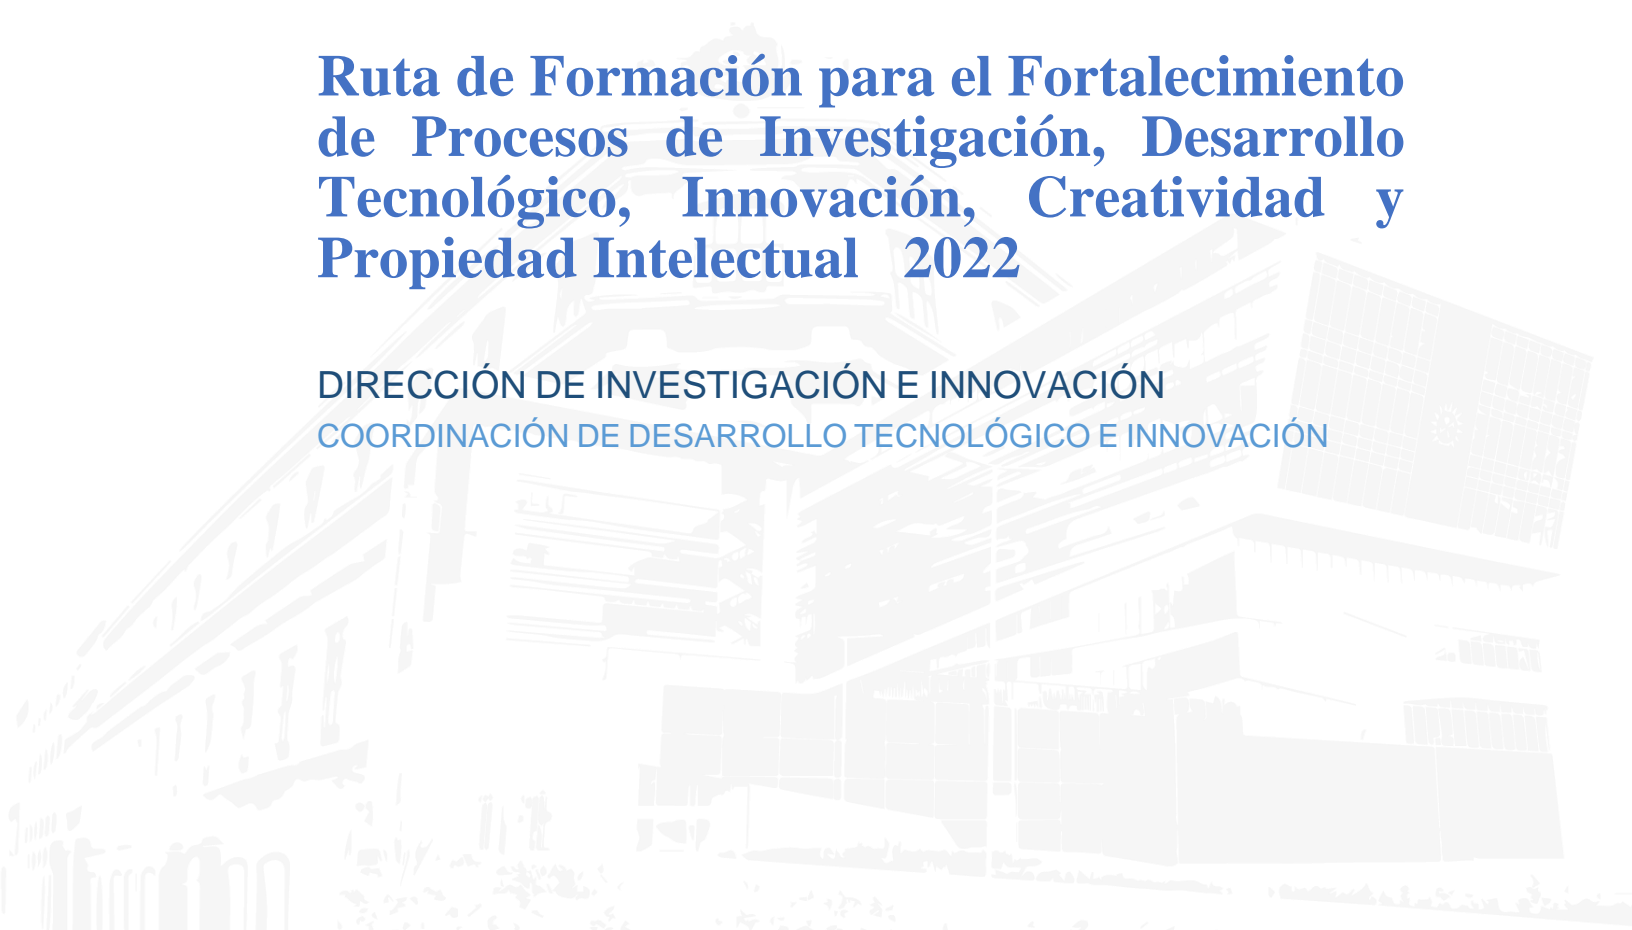 Ruta de Formación para el Fortalecimiento
de Procesos de Investigación, Desarrollo
Tecnológico, Innovación, Creatividad y
Propiedad Intelectual 2022
DIRECCIÓN DE INVESTIGACIÓN E INNOVACIÓN
COORDINACIÓN DE DESARROLLO TECNOLÓGICO E INNOVACIÓN